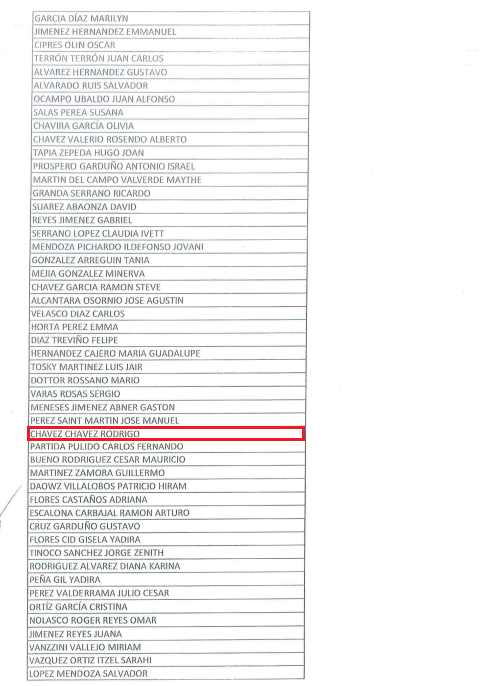 GARCIA DÍAZ MARILYN
JIMENEZ HERNANDEZ EMMANUEL
CIPRES OLIN OSCAR
TERRÓN TERRÓN JUAN CARLOS
ALVAREZ HERNANDEZ GUSTAVO
ALVARADO RUIS SALVADOR
OCAMPO UBALDO JUAN ALFONSO
SALAS PEREA SUSANA
CHAVIRA GARCÍA OLIVIA
CHAVEZ VALERIO ROSENDO ALBERTO
TAPIA ZEPEDA HUGO JOAN
PROSPERO GARDUÑO ANTONIO ISRAEL
MARTIN DEL CAMPO VALVERDE MAYTHE
GRANDA SERRANO RICARDO
SUAREZ ABAONZA DAVID
REYES JIMENEZ GABRIEL
SERRANO LOPEZ CLAUDIA IVETT
MENDOZA PICHARDO ILDEFONSO JOVANI
GONZALEZ ARREGUIN TANIA
MEJIA GONZALEZ MINERVA
CHAVEZ GARCIA RAMON STEVE
ALCANTARA OSORNIO JOSE AGUSTIN
VELASCO DIAZ CARLOS
HORTA PEREZ EMMA
DIAZ TREVIÑO FELIPE
HERNANDEZ CAJERO MARIA GUADALUPE
TOSKY MARTINEZ LUIS JAIR
DOTTOR ROSSANO MARIO
VARAS ROSAS SERGIO
MENESES JIMENEZ ABNER GASTON
PEREZ SAINT MARTIN JOSE MANUEL
CHAVEZ CHAVEZ RODRIGO
PARTIDA PULIDO CARLOS FERNANDO
BUENO RODRIGUEZ CESAR MAURICIO
MARTINEZ ZAMORA GUILLERMO
DAOWZ VILLALOBOS PATRICIO HIRAM
FLORES CASTAÑOS ADRIANA
ESCALONA CARBAJAL RAMON ARTURO
CRUZ GARDUÑO GUSTAVO
FLORES CID GISELA YADIRA
TINOCO SANCHEZ JORGE ZENITH
RODRIGUEZ ALVAREZ DIANA KARINA
PEÑA GIL YADIRA
PEREZ VALDERRAMA JULIO CESAR
ORTÍZ GARCÍA CRISTINA
NOLASCO ROGER REYES OMAR
JIMENEZ REYES JUANA
VANZZINI VALLEJO MIRIAM
VAZQUEZ ORTIZ ITZEL SARAHI
LOPEZ MENDOZA SALVADOR